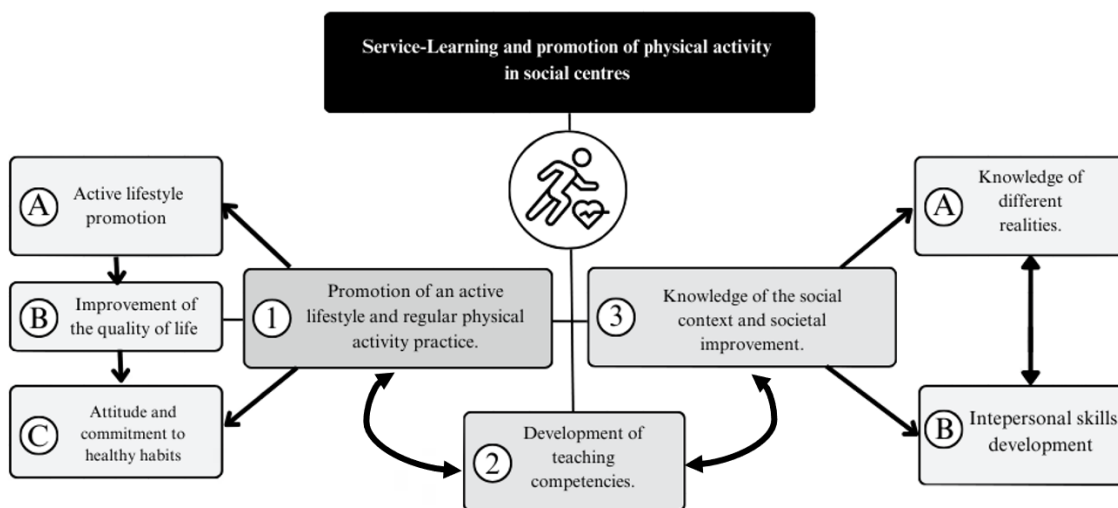 Service-Learning and promotion of physical activity
in social centres
A
Active lifestyle
promotion
B
Improvement of
the quality of life
C
Attitude and
commitment to
healthy habits
1
Promotion of an active
lifestyle and regular physical
activity practice.
2
Development of
teaching
competencies.
3
Knowledge of the social
context and societal
improvement.
A
Knowledge of
different
realities.
B
Intepersonal skills
development